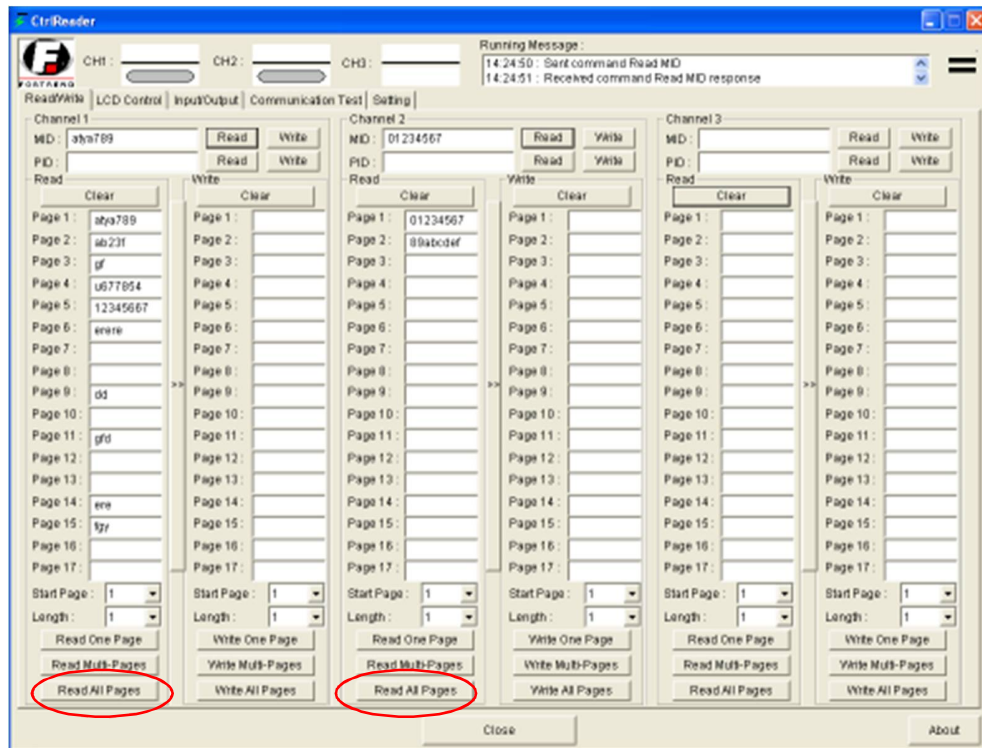 CtrlReader
FORTRENO
CH1 :
CH2 :
CH3 :
Running Message :
14:24:50 : Sent command Read MID
14:24:51 : Received command Read MID response
Read/Write LCD Control Input/Output Communication Test Setting
Channel 1 Channel 2 Channel 3
MID : atya789 Read Write MID : 01234567 Read Write MID : Read Write
PID : Read Write PID : Read Write PID : Read Write
Read Write Read Write Read Write
Clear Clear Clear Clear Clear Clear
Page 1 : atya789 Page 1 : Page 1 : 01234567 Page 1 : Page 1 : Page 1 :
Page 2 : ab23f Page 2 : Page 2 : 89abcdef Page 2 : Page 2 : Page 2 :
Page 3 : gf Page 3 : Page 3 : Page 3 : Page 3 : Page 3 :
Page 4 : u677854 Page 4 : Page 4 : Page 4 : Page 4 : Page 4 :
Page 5 : 12345667 Page 5 : Page 5 : Page 5 : Page 5 : Page 5 :
Page 6 : erere Page 6 : Page 6 : Page 6 : Page 6 : Page 6 :
Page 7 : Page 7 : Page 7 : Page 7 : Page 7 : Page 7 :
Page 8 : Page 8 : Page 8 : Page 8 : Page 8 : Page 8 :
>> >> >>
Page 9 : dd Page 9 : Page 9 : Page 9 : Page 9 : Page 9 :
Page 10 : Page 10 : Page 10 : Page 10 : Page 10 : Page 10 :
Page 11 : gfd Page 11 : Page 11 : Page 11 : Page 11 : Page 11 :
Page 12 : Page 12 : Page 12 : Page 12 : Page 12 : Page 12 :
Page 13 : Page 13 : Page 13 : Page 13 : Page 13 : Page 13 :
Page 14 : ere Page 14 : Page 14 : Page 14 : Page 14 : Page 14 :
Page 15 : fgy Page 15 : Page 15 : Page 15 : Page 15 : Page 15 :
Page 16 : Page 16 : Page 16 : Page 16 : Page 16 : Page 16 :
Page 17 : Page 17 : Page 17 : Page 17 : Page 17 : Page 17 :
Start Page : 1 Start Page : 1 Start Page : 1 Start Page : 1 Start Page : 1 Start Page : 1
Length : 1 Length : 1 Length : 1 Length : 1 Length : 1 Length : 1
Read One Page Write One Page Read One Page Write One Page Read One Page Write One Page
Read Multi-Pages Write Multi-Pages Read Multi-Pages Write Multi-Pages Read Multi-Pages Write Multi-Pages
Read All Pages Write All Pages Read All Pages Write All Pages Read All Pages Write All Pages
Close About